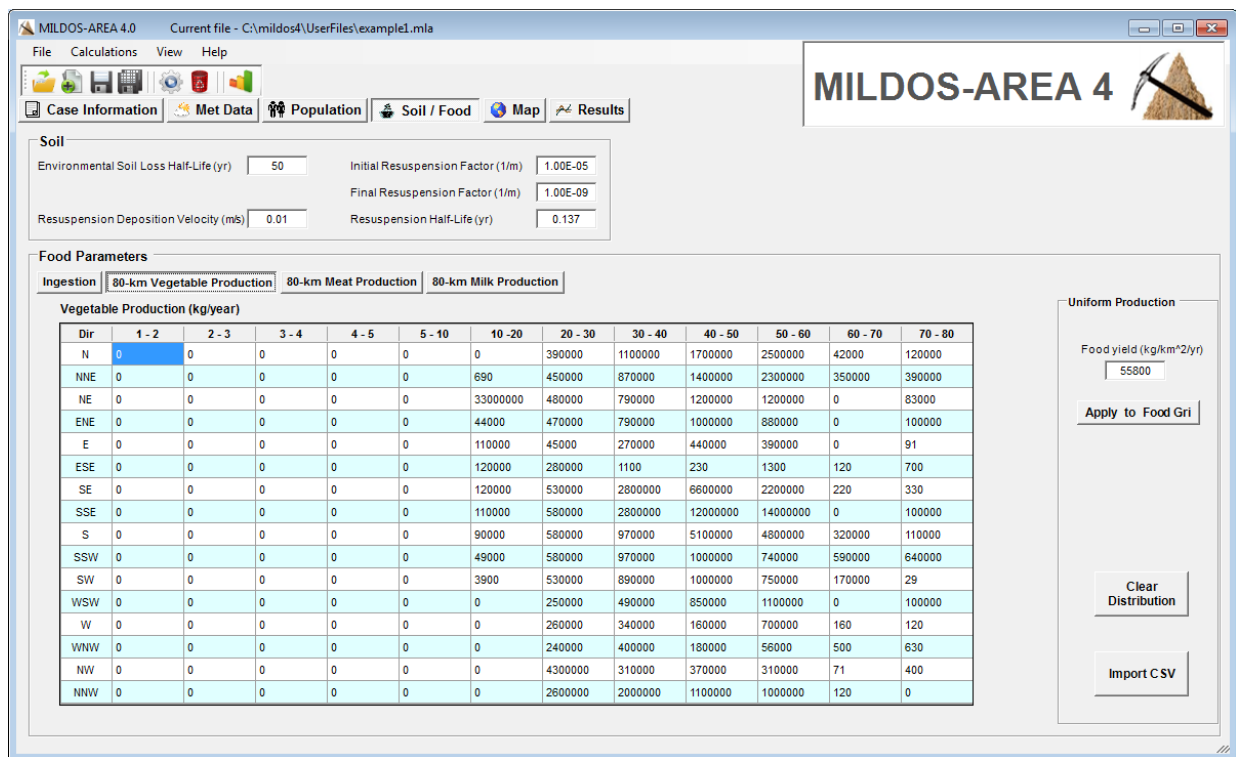 MILDOS-AREA 4.0 Current file - C:\mildos4\UserFiles\example1.mla
File Calculations View Help
MILDOS-AREA 4
Case Information Met Data Population Soil / Food Map Results
Soil
Environmental Soil Loss Half-Life (yr) 50 Initial Resuspension Factor (1/m) 1.00E-05
Final Resuspension Factor (1/m) 1.00E-09
Resuspension Deposition Velocity (m/s) 0.01 Resuspension Half-Life (yr) 0.137
Food Parameters
Ingestion 80-km Vegetable Production 80-km Meat Production 80-km Milk Production
Vegetable Production (kg/year)
Dir 1 - 2 2 - 3 3 - 4 4 - 5 5 - 10 10 -20 20 - 30 30 - 40 40 - 50 50 - 60 60 - 70 70 - 80
N 0 0 0 0 0 0 390000 1100000 1700000 2500000 42000 120000
NNE 0 0 0 0 0 690 450000 870000 1400000 2300000 350000 390000
NE 0 0 0 0 0 33000000 480000 790000 1200000 1200000 0 83000
ENE 0 0 0 0 0 44000 470000 790000 1000000 880000 0 100000
E 0 0 0 0 0 110000 45000 270000 440000 390000 0 91
ESE 0 0 0 0 0 120000 280000 1100 230 1300 120 700
SE 0 0 0 0 0 120000 530000 2800000 6600000 2200000 220 330
SSE 0 0 0 0 0 110000 580000 2800000 12000000 14000000 0 100000
S 0 0 0 0 0 90000 580000 970000 5100000 4800000 320000 110000
SSW 0 0 0 0 0 49000 580000 970000 1000000 740000 590000 640000
SW 0 0 0 0 0 3900 530000 890000 1000000 750000 170000 29
WSW 0 0 0 0 0 0 250000 490000 850000 1100000 0 100000
W 0 0 0 0 0 0 260000 340000 160000 700000 160 120
WNW 0 0 0 0 0 0 240000 400000 180000 56000 500 630
NW 0 0 0 0 0 0 4300000 310000 370000 310000 71 400
NNW 0 0 0 0 0 0 2600000 2000000 1100000 1000000 120 0
Uniform Production
Food yield (kg/km^2/yr)
55800
Apply to Food Gri
Clear
Distribution
Import CSV